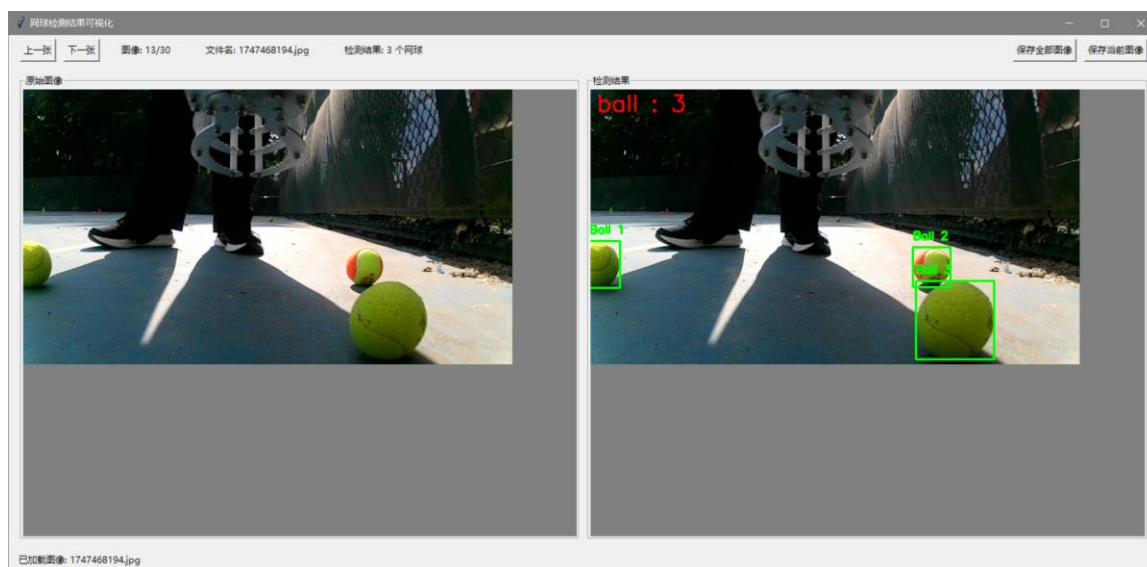 网球检测结果可视化
上一张 下一张 图像: 13/30 文件名: 1747468194.jpg 检测结果: 3 个网球 保存全部图像 保存当前图像
原始图像 检测结果
ball : 3
Ball 1
Ball 2
Ball 3
已加载图像: 1747468194.jpg